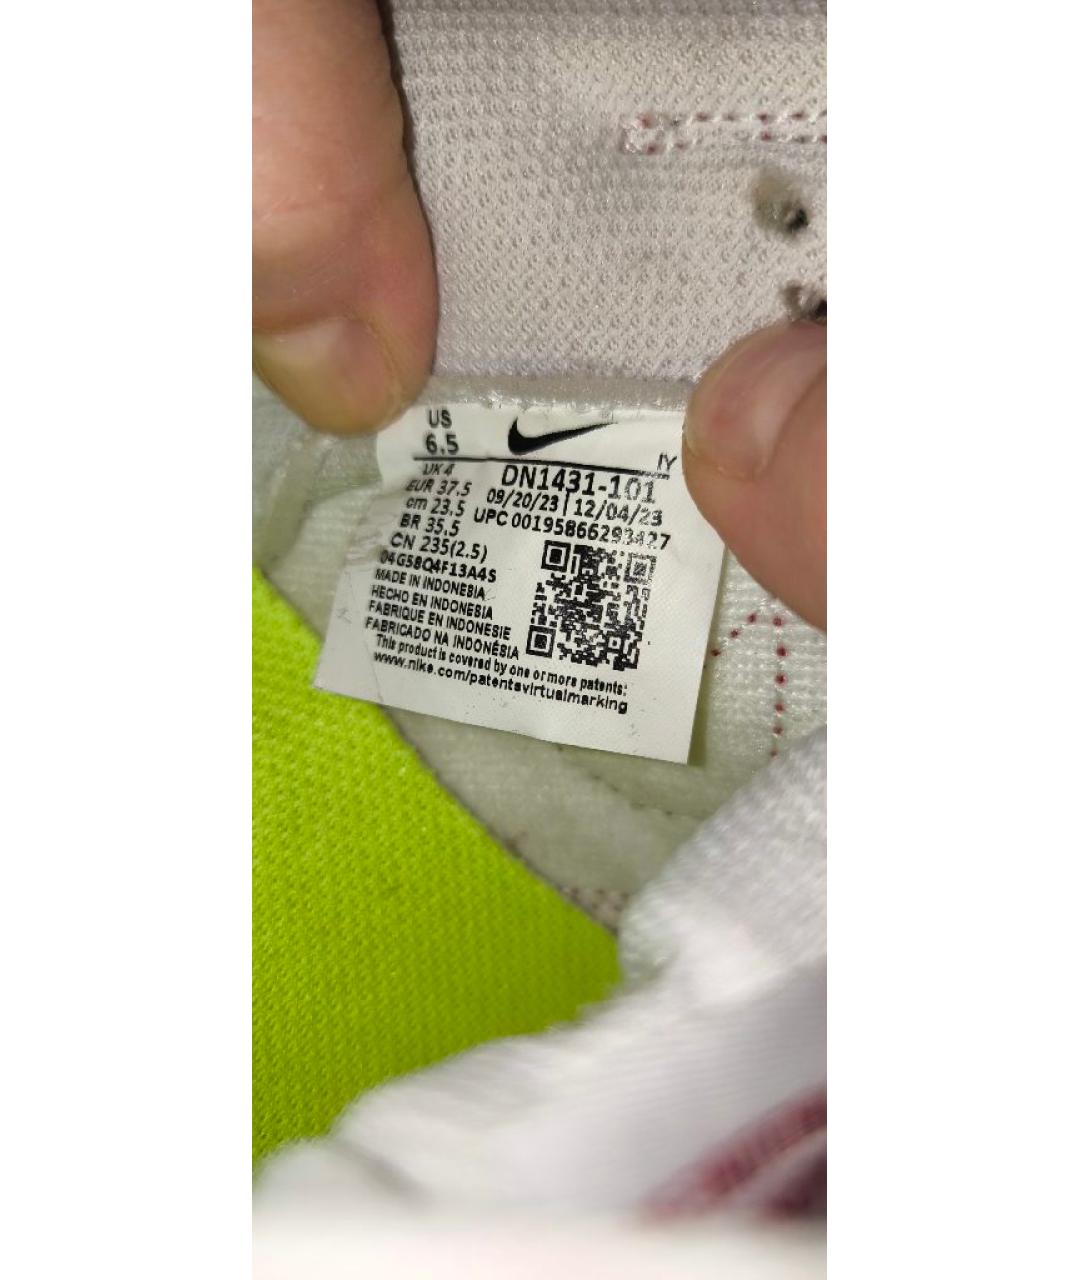 US
6.5
IY
UK 4
EUR 37.5
cm 23.5
BR 35.5
CN 235(2.5)
DN1431-101
09/20/23 | 12/04/23
UPC 00195866293427
04G58Q4F13A4S
MADE IN INDONESIA
HECHO EN INDONESIA
FABRIQUE EN INDONESIE
FABRICADO NA INDONÉSIA
This product is covered by one or more patents:
www.nike.com/patentsvirtualmarking